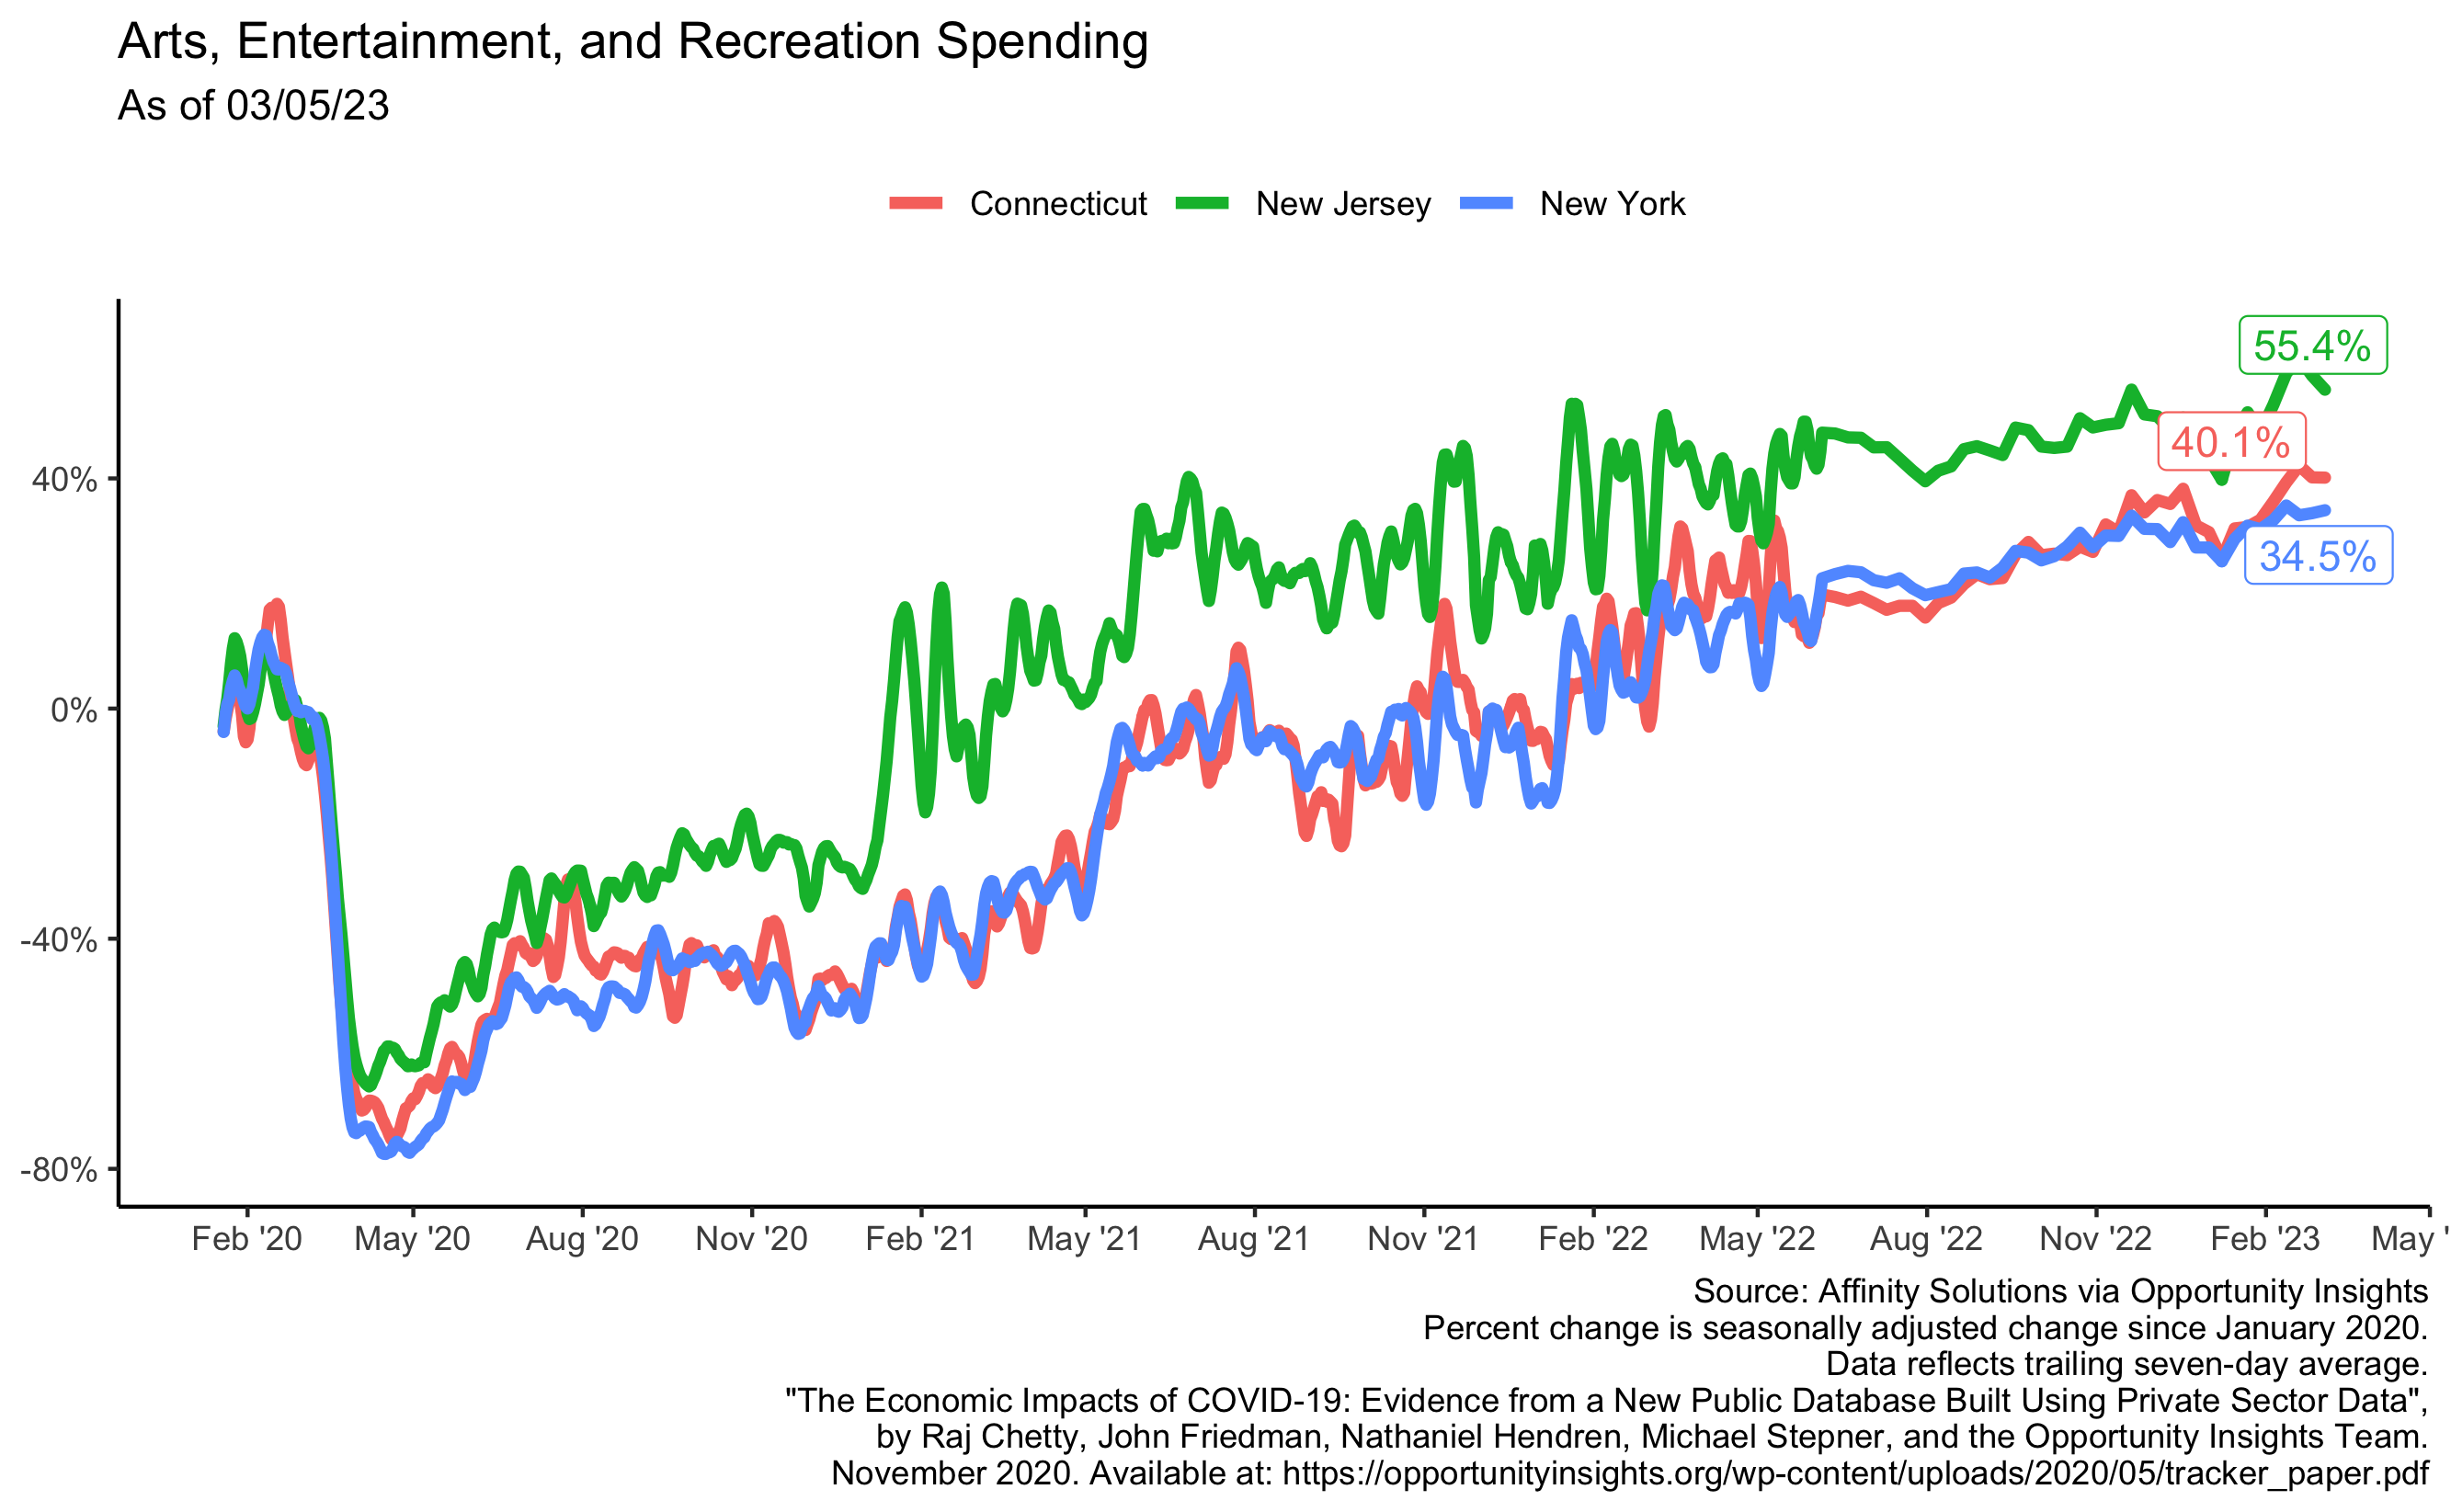 Arts, Entertainment, and Recreation Spending
As of 03/05/23
Connecticut New Jersey New York
55.4%
40.1%
34.5%
40%
0%
-40%
-80%
Feb '20 May '20 Aug '20 Nov '20 Feb '21 May '21 Aug '21 Nov '21 Feb '22 May '22 Aug '22 Nov '22 Feb '23 May '
Source: Affinity Solutions via Opportunity Insights
Percent change is seasonally adjusted change since January 2020.
Data reflects trailing seven-day average.
"The Economic Impacts of COVID-19: Evidence from a New Public Database Built Using Private Sector Data",
by Raj Chetty, John Friedman, Nathaniel Hendren, Michael Stepner, and the Opportunity Insights Team.
November 2020. Available at: https://opportunityinsights.org/wp-content/uploads/2020/05/tracker_paper.pdf